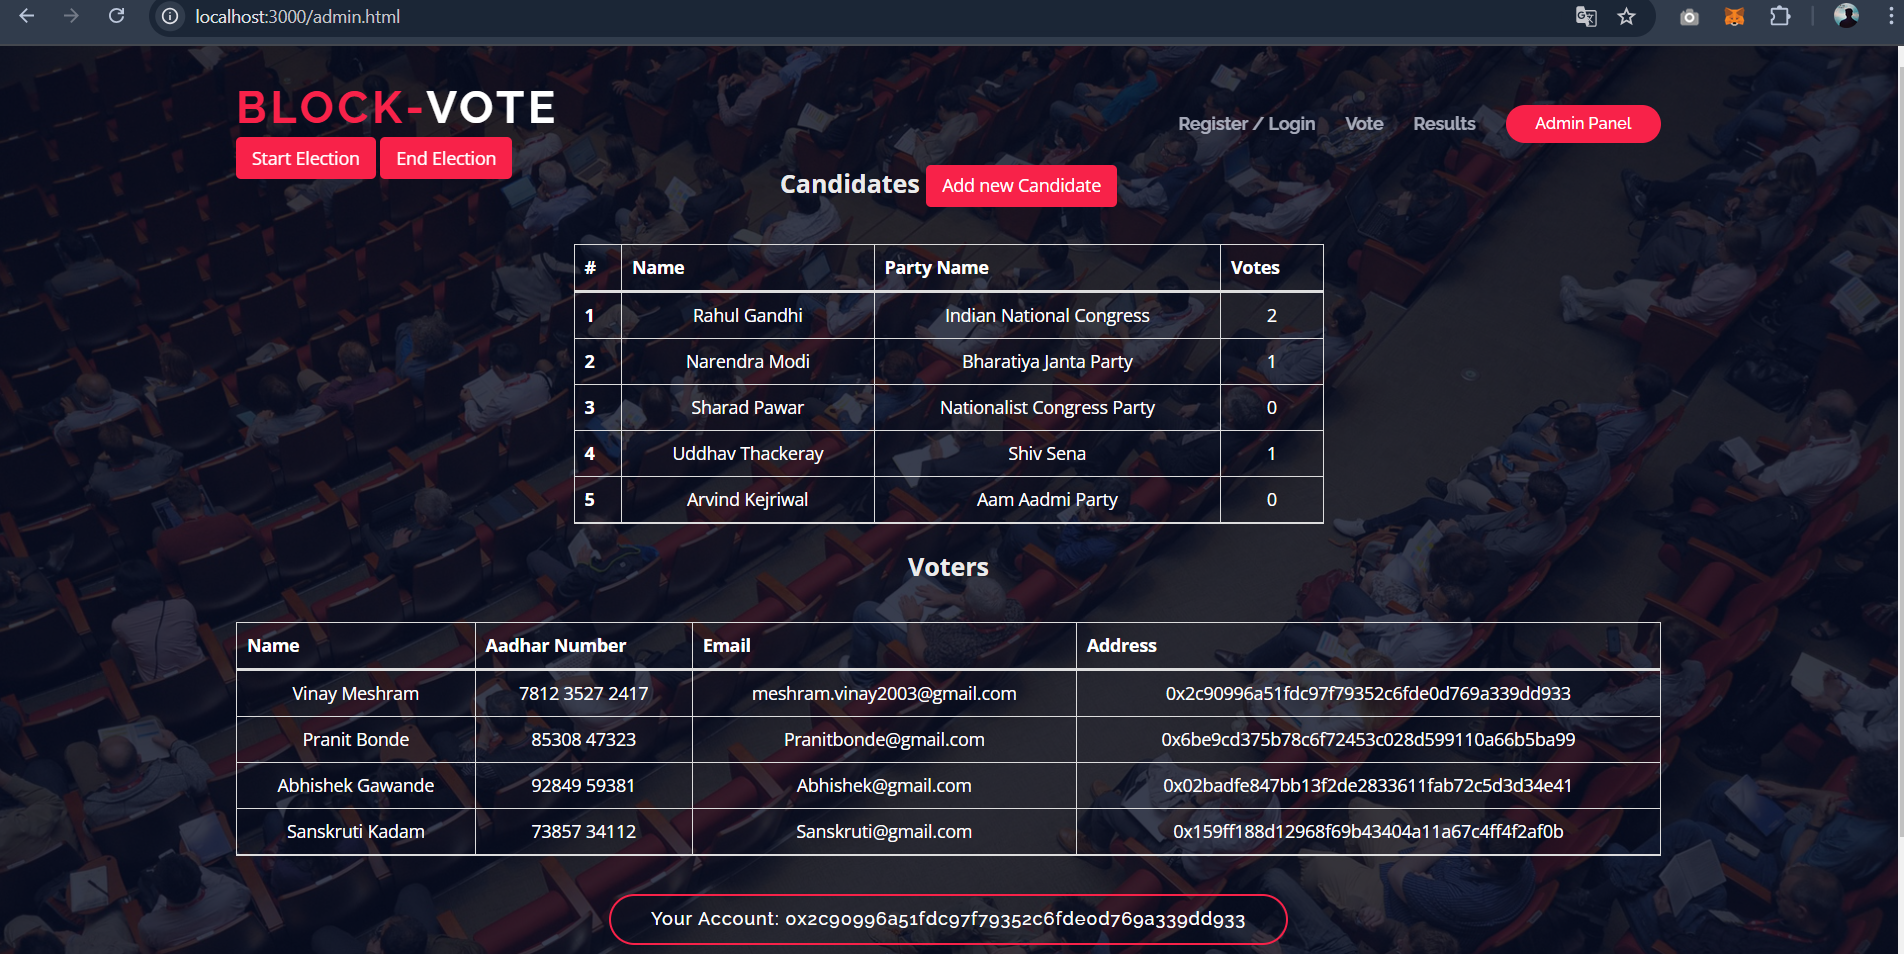 localhost:3000/admin.html
BLOCK-VOTE
Register / Login Vote Results Admin Panel
Start Election End Election
Candidates Add new Candidate
# Name Party Name Votes
1 Rahul Gandhi Indian National Congress 2
2 Narendra Modi Bharatiya Janta Party 1
3 Sharad Pawar Nationalist Congress Party 0
4 Uddhav Thackeray Shiv Sena 1
5 Arvind Kejriwal Aam Aadmi Party 0
Voters
Name Aadhar Number Email Address
Vinay Meshram 7812 3527 2417 meshram.vinay2003@gmail.com 0x2c90996a51fdc97f79352c6fde0d769a339dd933
Pranit Bonde 85308 47323 Pranitbonde@gmail.com 0x6be9cd375b78c6f72453c028d599110a66b5ba99
Abhishek Gawande 92849 59381 Abhishek@gmail.com 0x02badfe847bb13f2de2833611fab72c5d3d34e41
Sanskruti Kadam 73857 34112 Sanskruti@gmail.com 0x159ff188d12968f69b43404a11a67c4ff4f2af0b
Your Account: 0x2c90996a51fdc97f79352c6fde0d769a339dd933